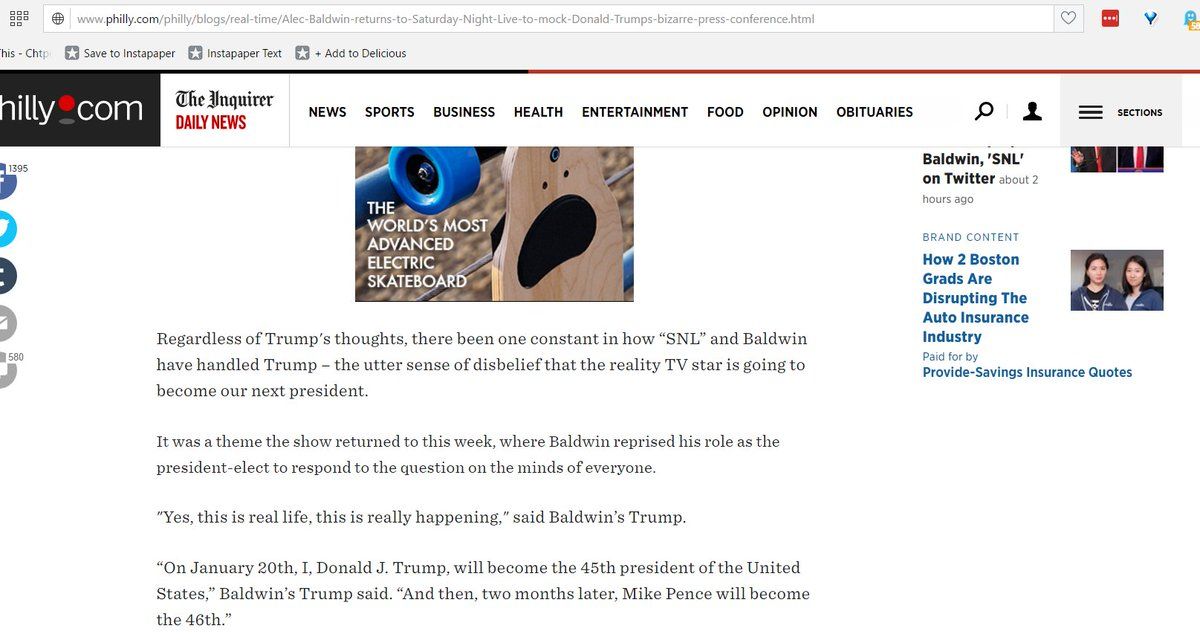 www.philly.com/philly/blogs/real-time/Alec-Baldwin-returns-to-Saturday-Night-Live-to-mock-Donald-Trumps-bizarre-press-conference.html
Save to Instapaper
Instapaper Text
+ Add to Delicious
hilly.com
The Inquirer
DAILY NEWS
NEWS
SPORTS
BUSINESS
HEALTH
ENTERTAINMENT
FOOD
OPINION
OBITUARIES
SECTIONS
1395
580
THE
WORLD'S MOST
ADVANCED
ELECTRIC
SKATEBOARD
Regardless of Trump's thoughts, there been one constant in how “SNL” and Baldwin
have handled Trump – the utter sense of disbelief that the reality TV star is going to
become our next president.
It was a theme the show returned to this week, where Baldwin reprised his role as the
president-elect to respond to the question on the minds of everyone.
"Yes, this is real life, this is really happening," said Baldwin’s Trump.
“On January 20th, I, Donald J. Trump, will become the 45th president of the United
States,” Baldwin’s Trump said. “And then, two months later, Mike Pence will become
the 46th.”
Baldwin, 'SNL'
on Twitter about 2
hours ago
BRAND CONTENT
How 2 Boston
Grads Are
Disrupting The
Auto Insurance
Industry
Paid for by
Provide-Savings Insurance Quotes